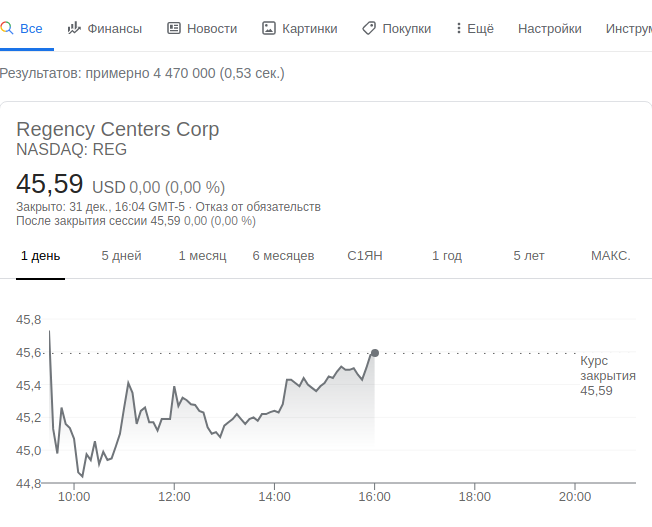 Все Финансы Новости Картинки Покупки Ещё Настройки Инструм
Результатов: примерно 4 470 000 (0,53 сек.)
Regency Centers Corp
NASDAQ: REG
45,59 USD 0,00 (0,00 %)
Закрыто: 31 дек., 16:04 GMT-5 · Отказ от обязательств
После закрытия сессии 45,59 0,00 (0,00 %)
1 день 5 дней 1 месяц 6 месяцев С1ЯН 1 год 5 лет МАКС.
45,8
45,6
Курс
закрытия
45,59
45,4
45,2
45,0
44,8
10:00 12:00 14:00 16:00 18:00 20:00